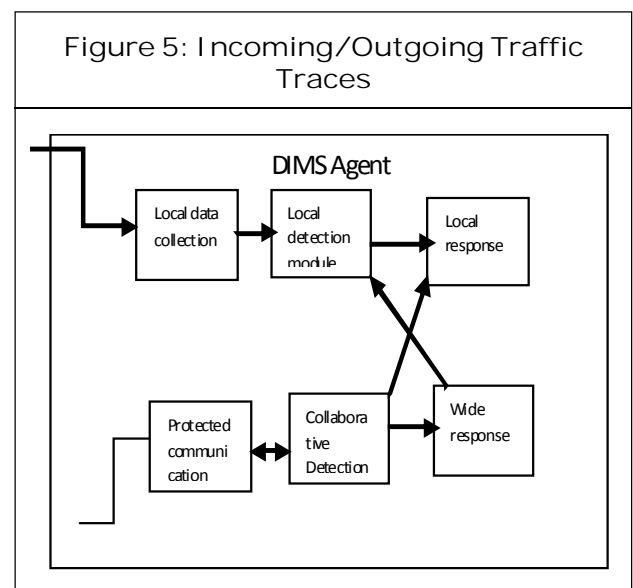 Figure 5: Incoming/Outgoing Traffic
Traces
DIMS Agent
Local data
collection
Local
detection
module
Local
response
Protected
communi
cation
Collabora
tive
Detection
Wide
response